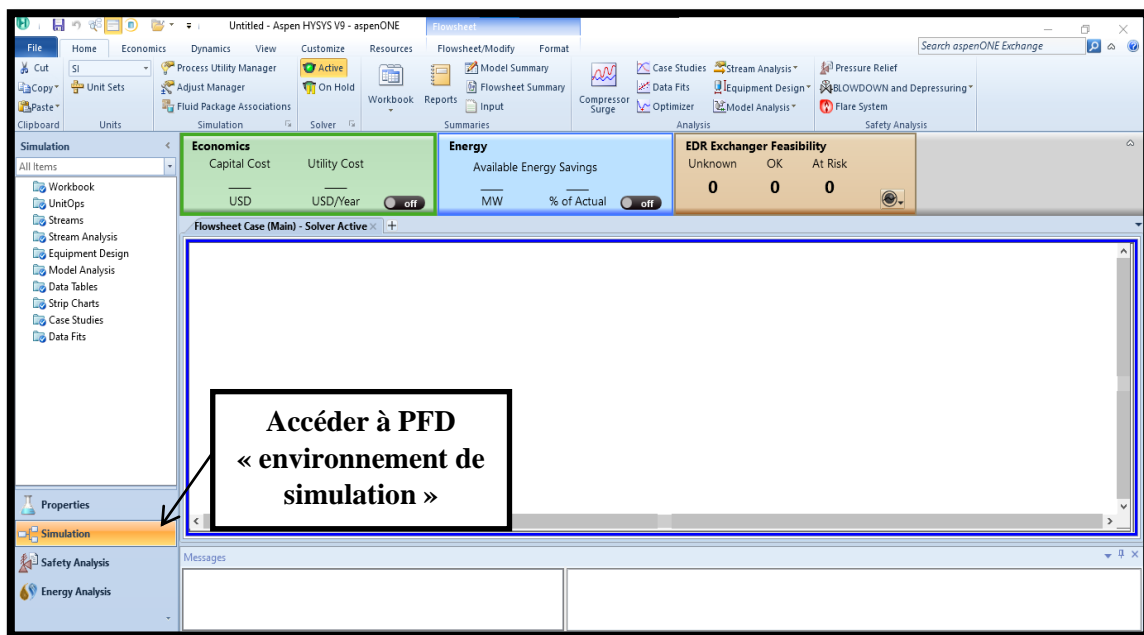 Untitled - Aspen HYSYS V9 - aspenONE
Flowsheet
File Home Economics Dynamics View Customize Resources Flowsheet/Modify Format Search aspenONE Exchange
Cut SI Process Utility Manager Active Model Summary Case Studies Stream Analysis Pressure Relief
Copy Unit Sets Adjust Manager On Hold Flowsheet Summary Data Fits Equipment Design BLOWDOWN and Depressuring
Paste Fluid Package Associations Workbook Reports Input Compressor Surge Optimizer Model Analysis Flare System
Clipboard Units Simulation Solver Summaries Analysis Safety Analysis
Simulation
All Items
Workbook
UnitOps
Streams
Stream Analysis
Equipment Design
Model Analysis
Data Tables
Strip Charts
Case Studies
Data Fits
Properties
Simulation
Safety Analysis
Energy Analysis
Economics
Capital Cost Utility Cost
USD USD/Year off
Energy
Available Energy Savings
MW % of Actual off
EDR Exchanger Feasibility
Unknown OK At Risk
0 0 0
Flowsheet Case (Main) - Solver Active
Accéder à PFD
« environnement de
simulation »
Messages